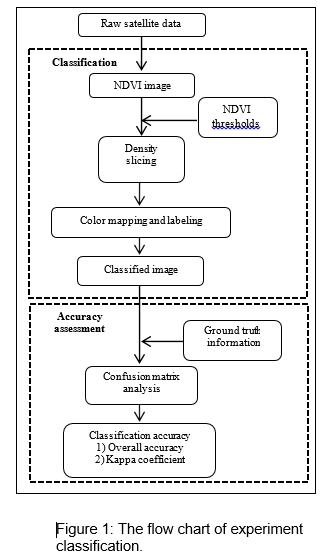 Raw satellite data
Classification
NDVI image
NDVI
thresholds
Density
slicing
Color mapping and labeling
Classified image
Accuracy
assessment
Ground truth
information
Confusion matrix
analysis
Classification accuracy
1) Overall accuracy
2) Kappa coefficient
Figure 1: The flow chart of experiment
classification.